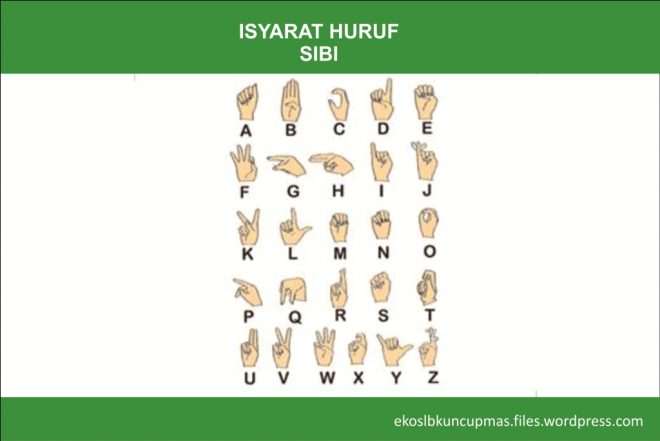 ISYARAT HURUF
SIBI
A B C D E
F G H I J
K L M N O
P Q R S T
U V W X Y Z
ekoslbkuncupmas.files.wordpress.com